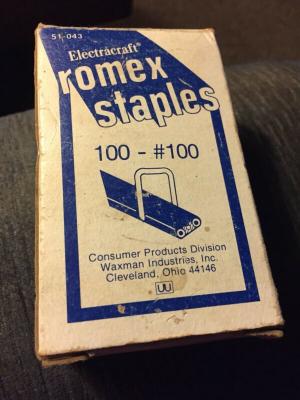 51-043
Electracraft®
romex
staples
100 - #100
Consumer Products Division
Waxman Industries, Inc.
Cleveland, Ohio 44146